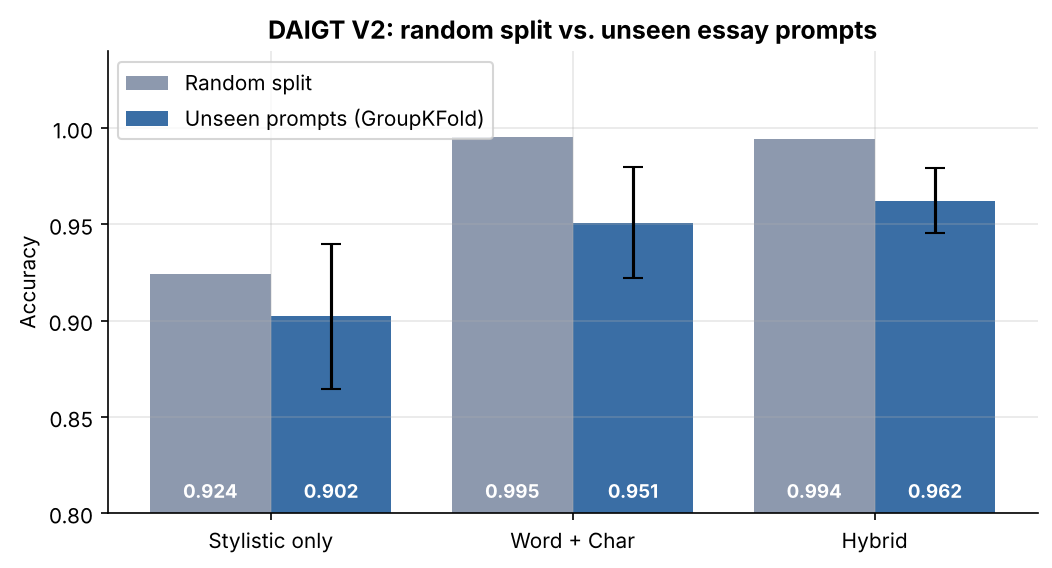 DAIGT V2: random split vs. unseen essay prompts
Random split
Unseen prompts (GroupKFold)
Accuracy
1.00
0.95
0.90
0.85
0.80
0.924
0.902
0.995
0.951
0.994
0.962
Stylistic only
Word + Char
Hybrid